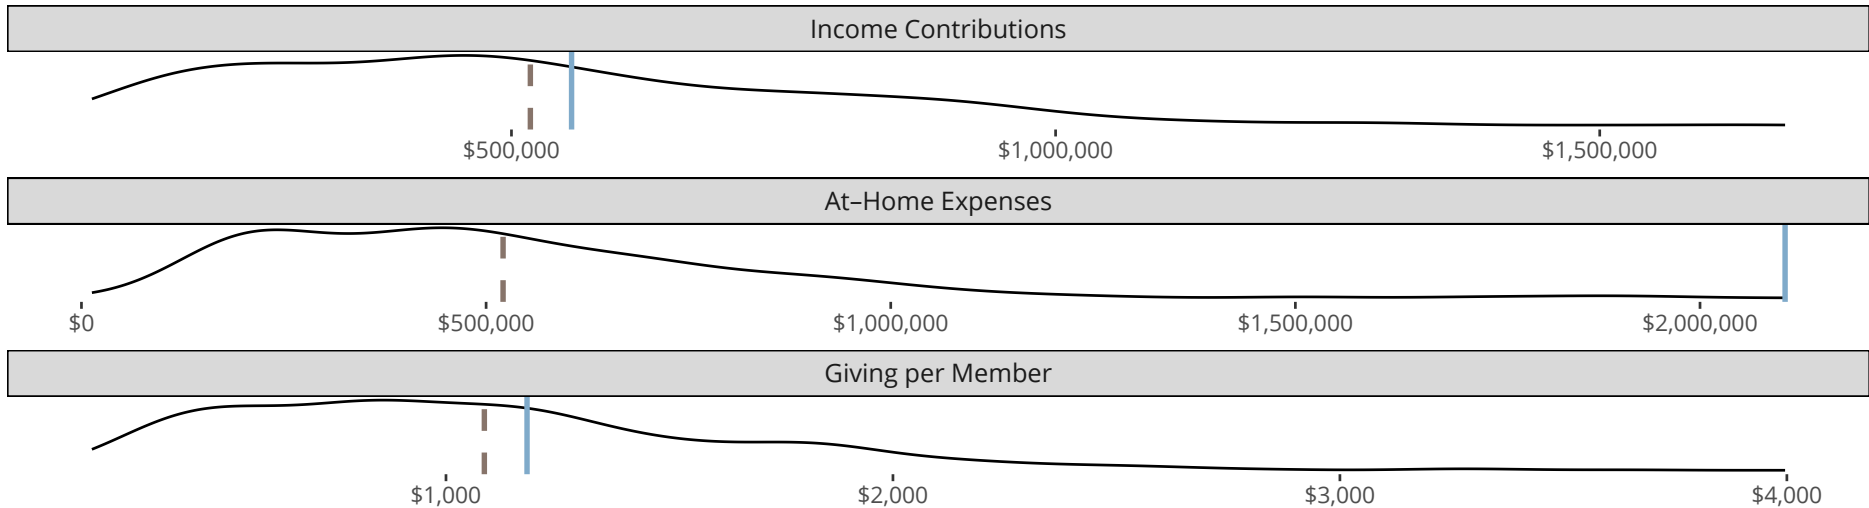 Income Contributions
$500,000 $1,000,000 $1,500,000
At–Home Expenses
$0 $500,000 $1,000,000 $1,500,000 $2,000,000
Giving per Member
$1,000 $2,000 $3,000 $4,000